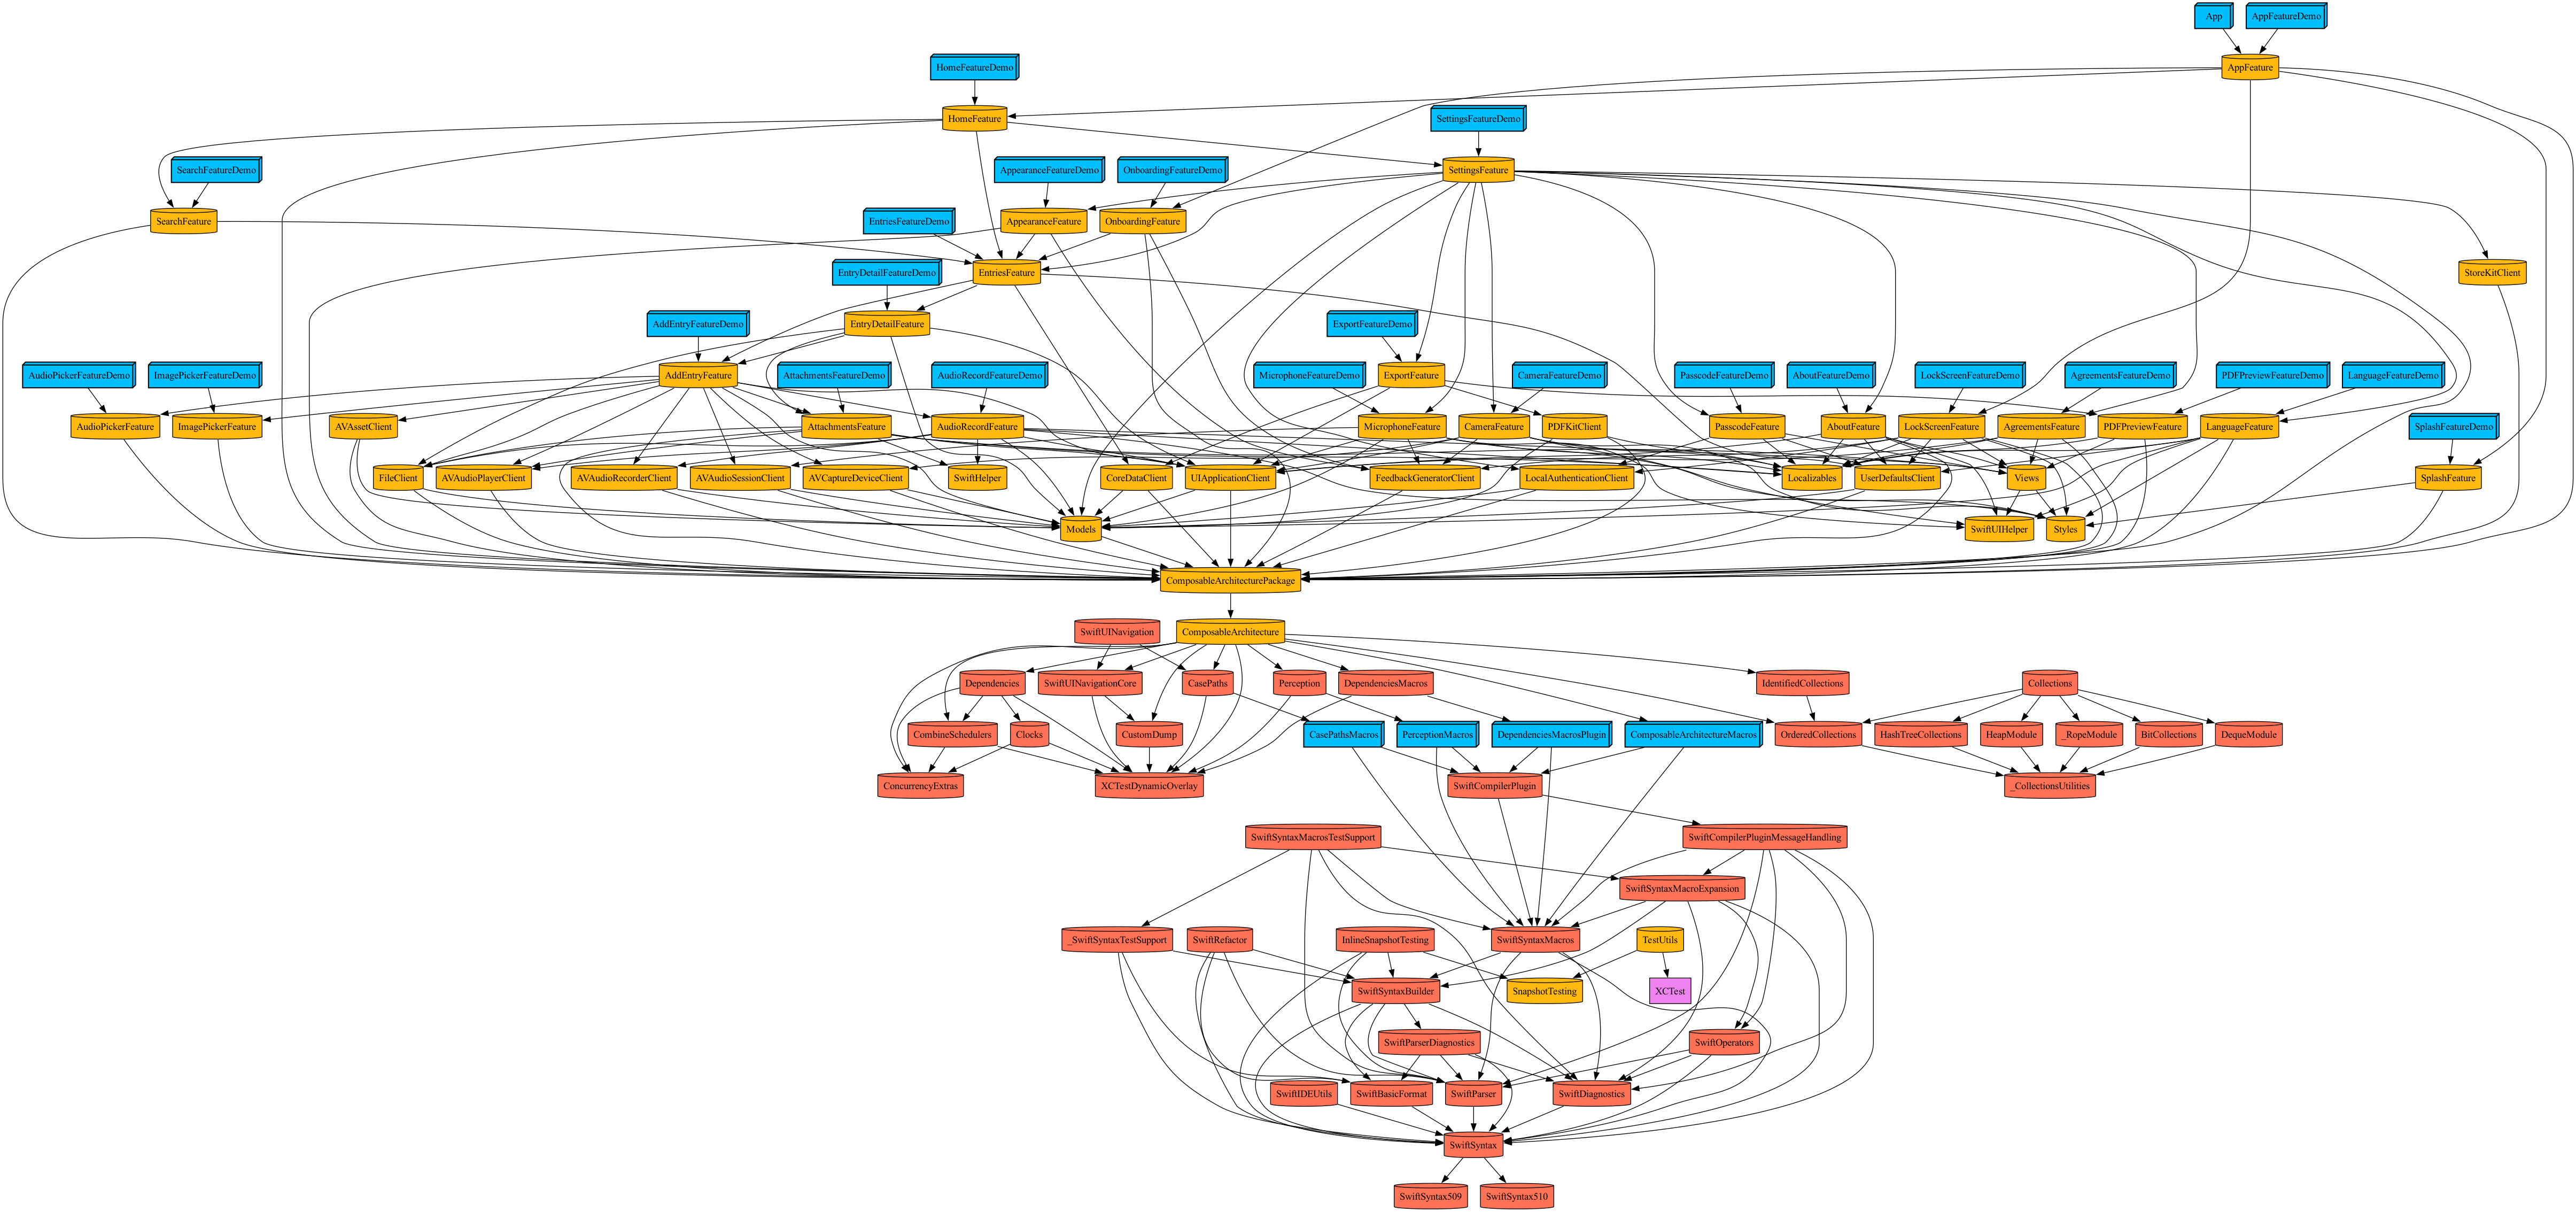 App
AppFeatureDemo
HomeFeatureDemo
AppFeature
HomeFeature
SettingsFeatureDemo
SearchFeatureDemo
AppearanceFeatureDemo
OnboardingFeatureDemo
SettingsFeature
SearchFeature
EntriesFeatureDemo
AppearanceFeature
OnboardingFeature
EntryDetailFeatureDemo
EntriesFeature
StoreKitClient
AddEntryFeatureDemo
EntryDetailFeature
ExportFeatureDemo
AudioPickerFeatureDemo
ImagePickerFeatureDemo
AddEntryFeature
AttachmentsFeatureDemo
AudioRecordFeatureDemo
MicrophoneFeatureDemo
ExportFeature
CameraFeatureDemo
PasscodeFeatureDemo
AboutFeatureDemo
LockScreenFeatureDemo
AgreementsFeatureDemo
PDFPreviewFeatureDemo
LanguageFeatureDemo
AudioPickerFeature
ImagePickerFeature
AVAssetClient
AttachmentsFeature
AudioRecordFeature
MicrophoneFeature
CameraFeature
PDFKitClient
PasscodeFeature
AboutFeature
LockScreenFeature
AgreementsFeature
PDFPreviewFeature
LanguageFeature
SplashFeatureDemo
FileClient
AVAudioPlayerClient
AVAudioRecorderClient
AVAudioSessionClient
AVCaptureDeviceClient
SwiftHelper
CoreDataClient
UIApplicationClient
FeedbackGeneratorClient
LocalAuthenticationClient
Localizables
UserDefaultsClient
Views
SplashFeature
Models
SwiftUIHelper
Styles
ComposableArchitecturePackage
SwiftUINavigation
ComposableArchitecture
Dependencies
SwiftUINavigationCore
CasePaths
Perception
DependenciesMacros
IdentifiedCollections
Collections
CombineSchedulers
Clocks
CustomDump
CasePathsMacros
PerceptionMacros
DependenciesMacrosPlugin
ComposableArchitectureMacros
OrderedCollections
HashTreeCollections
HeapModule
_RopeModule
BitCollections
DequeModule
ConcurrencyExtras
XCTestDynamicOverlay
SwiftCompilerPlugin
_CollectionsUtilities
SwiftSyntaxMacrosTestSupport
SwiftCompilerPluginMessageHandling
SwiftSyntaxMacroExpansion
_SwiftSyntaxTestSupport
SwiftRefactor
InlineSnapshotTesting
SwiftSyntaxMacros
TestUtils
SwiftSyntaxBuilder
SnapshotTesting
XCTest
SwiftParserDiagnostics
SwiftOperators
SwiftIDEUtils
SwiftBasicFormat
SwiftParser
SwiftDiagnostics
SwiftSyntax
SwiftSyntax509
SwiftSyntax510